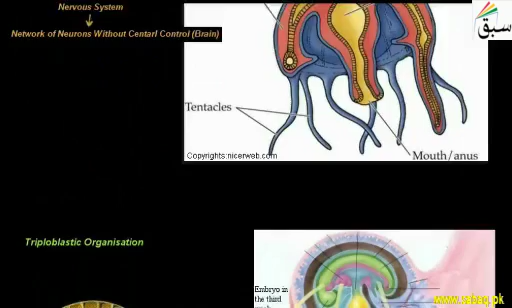 Nervous System
Network of Neurons Without Centarl Control (Brain)
سبق
Tentacles
Copyrights:nicerweb.com
Mouth/anus
Triploblastic Organisation
Embryo in
the third
www.sabaq.pk